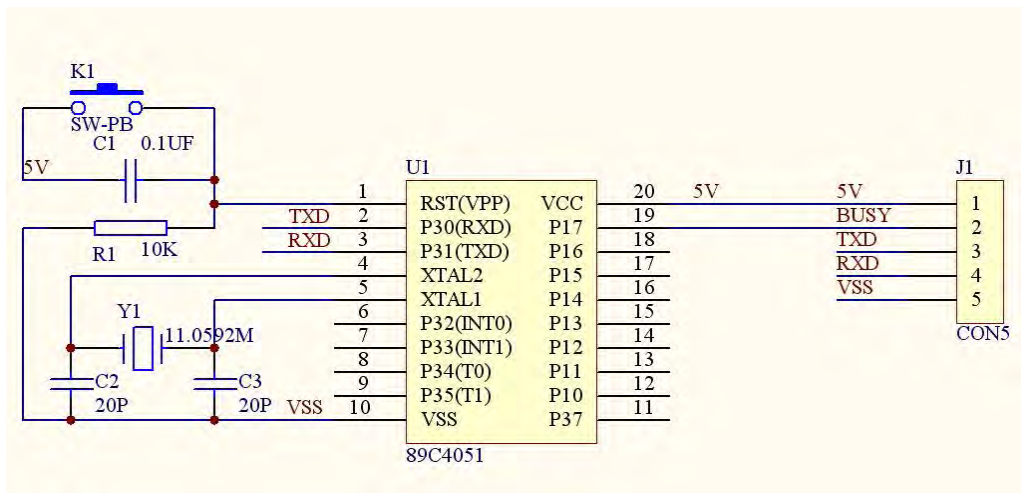 K1
SW-PB
C1 0.1UF
5V
R1 10K
Y1
11.0592M
C2
20P
C3
20P
VSS
TXD
RXD
U1
1 RST(VPP)
2 P30(RXD)
3 P31(TXD)
4 XTAL2
5 XTAL1
6 P32(INT0)
7 P33(INT1)
8 P34(T0)
9 P35(T1)
10 VSS
VCC 20
P17 19
P16 18
P15 17
P14 16
P13 15
P12 14
P11 13
P10 12
P37 11
89C4051
5V
J1
5V 1
BUSY 2
TXD 3
RXD 4
VSS 5
CON5